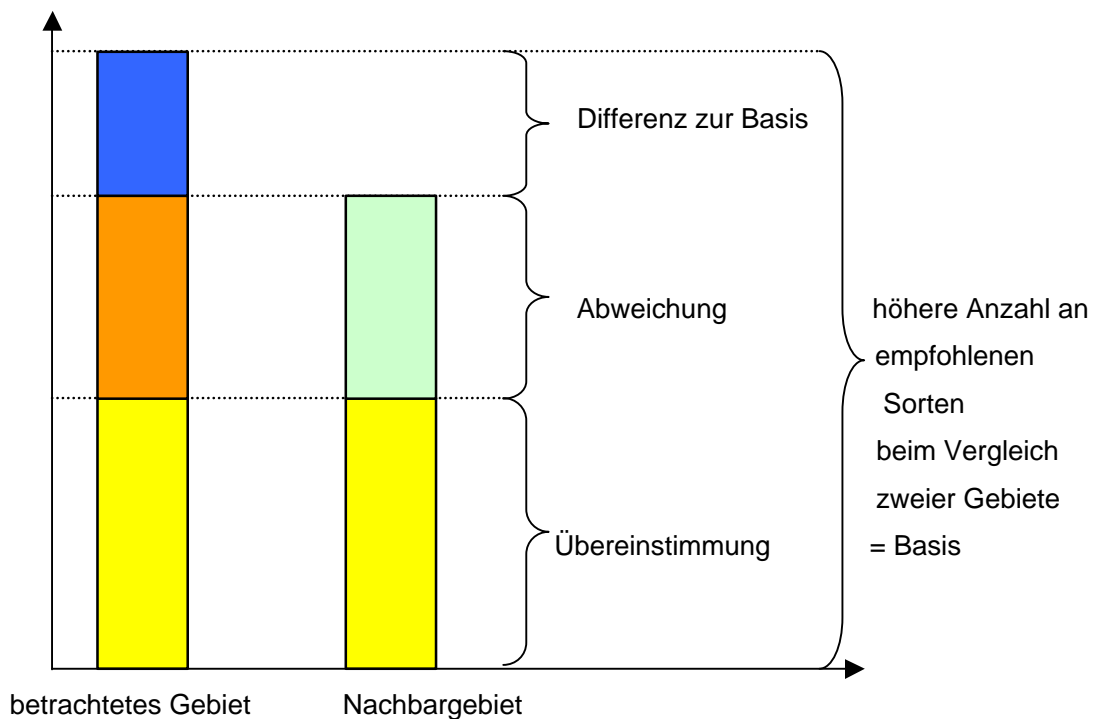 Differenz zur Basis
Abweichung
Übereinstimmung
höhere Anzahl an
empfohlenen
Sorten
beim Vergleich
zweier Gebiete
= Basis
betrachtetes Gebiet
Nachbargebiet